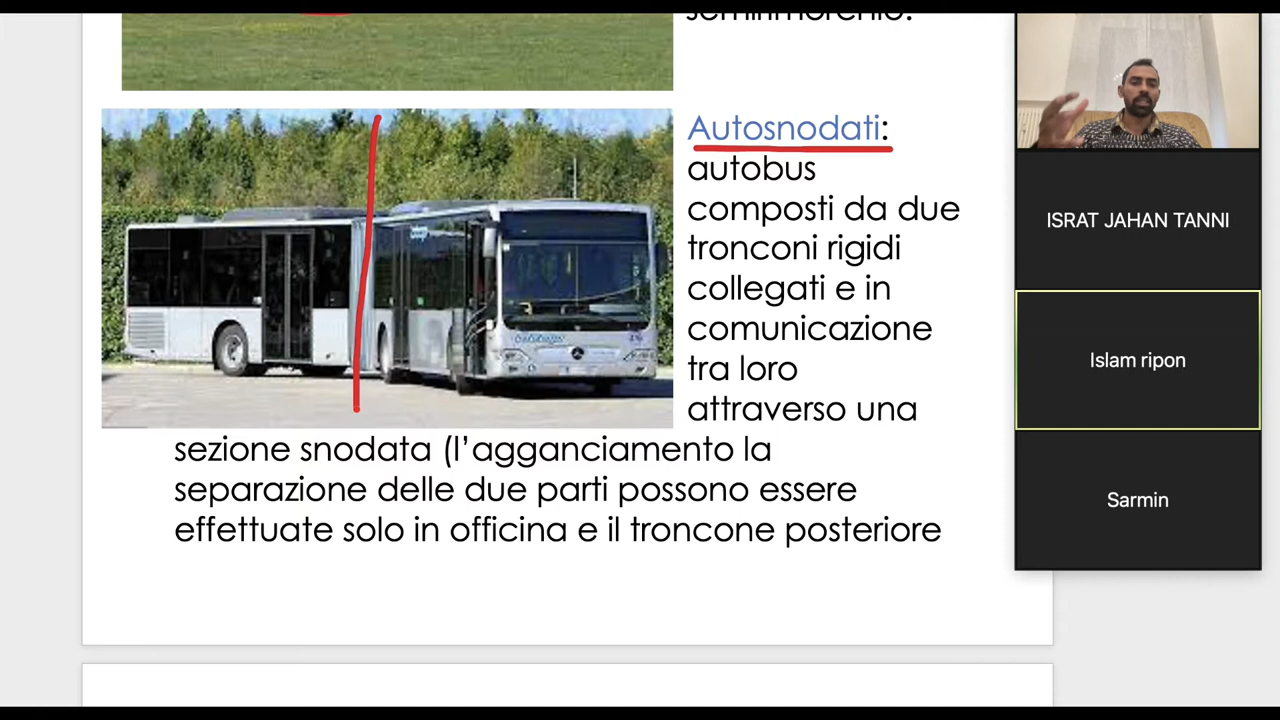 semirimorchio.
Autosnodati:
autobus
composti da due
tronconi rigidi
collegati e in
comunicazione
tra loro
attraverso una
sezione snodata (l’agganciamento la
separazione delle due parti possono essere
effettuate solo in officina e il troncone posteriore
ISRAT JAHAN TANNI
Islam ripon
Sarmin